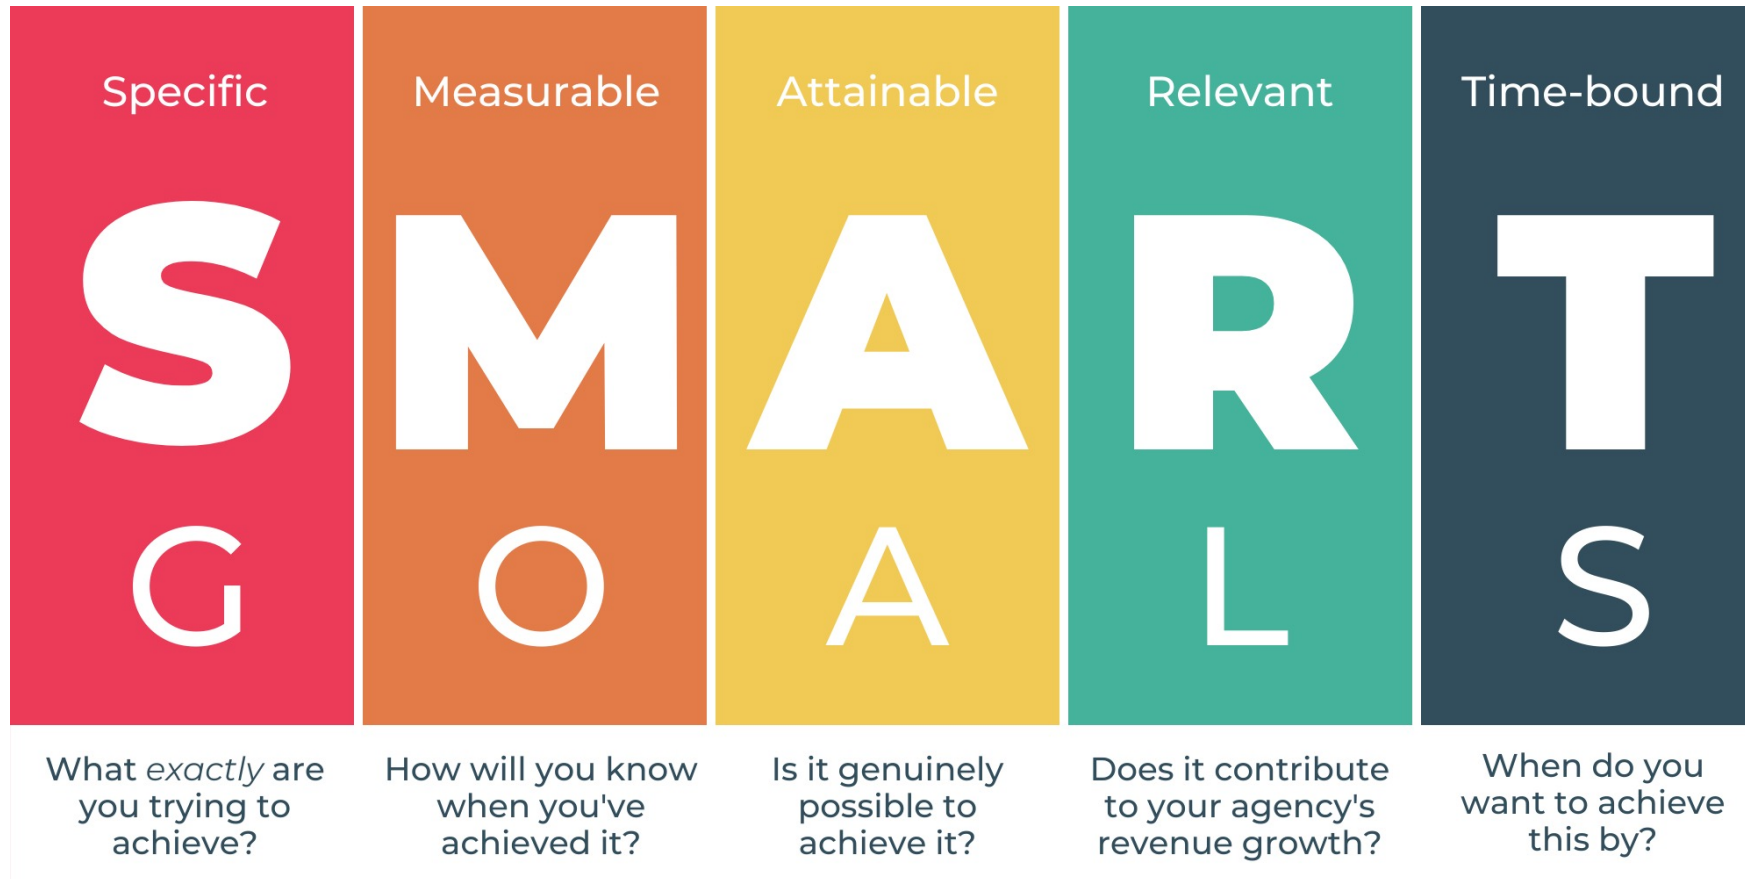 Specific
Measurable
Attainable
Relevant
Time-bound
S
M
A
R
T
G
O
A
L
S
What exactly are
you trying to
achieve?
How will you know
when you've
achieved it?
Is it genuinely
possible to
achieve it?
Does it contribute
to your agency's
revenue growth?
When do you
want to achieve
this by?